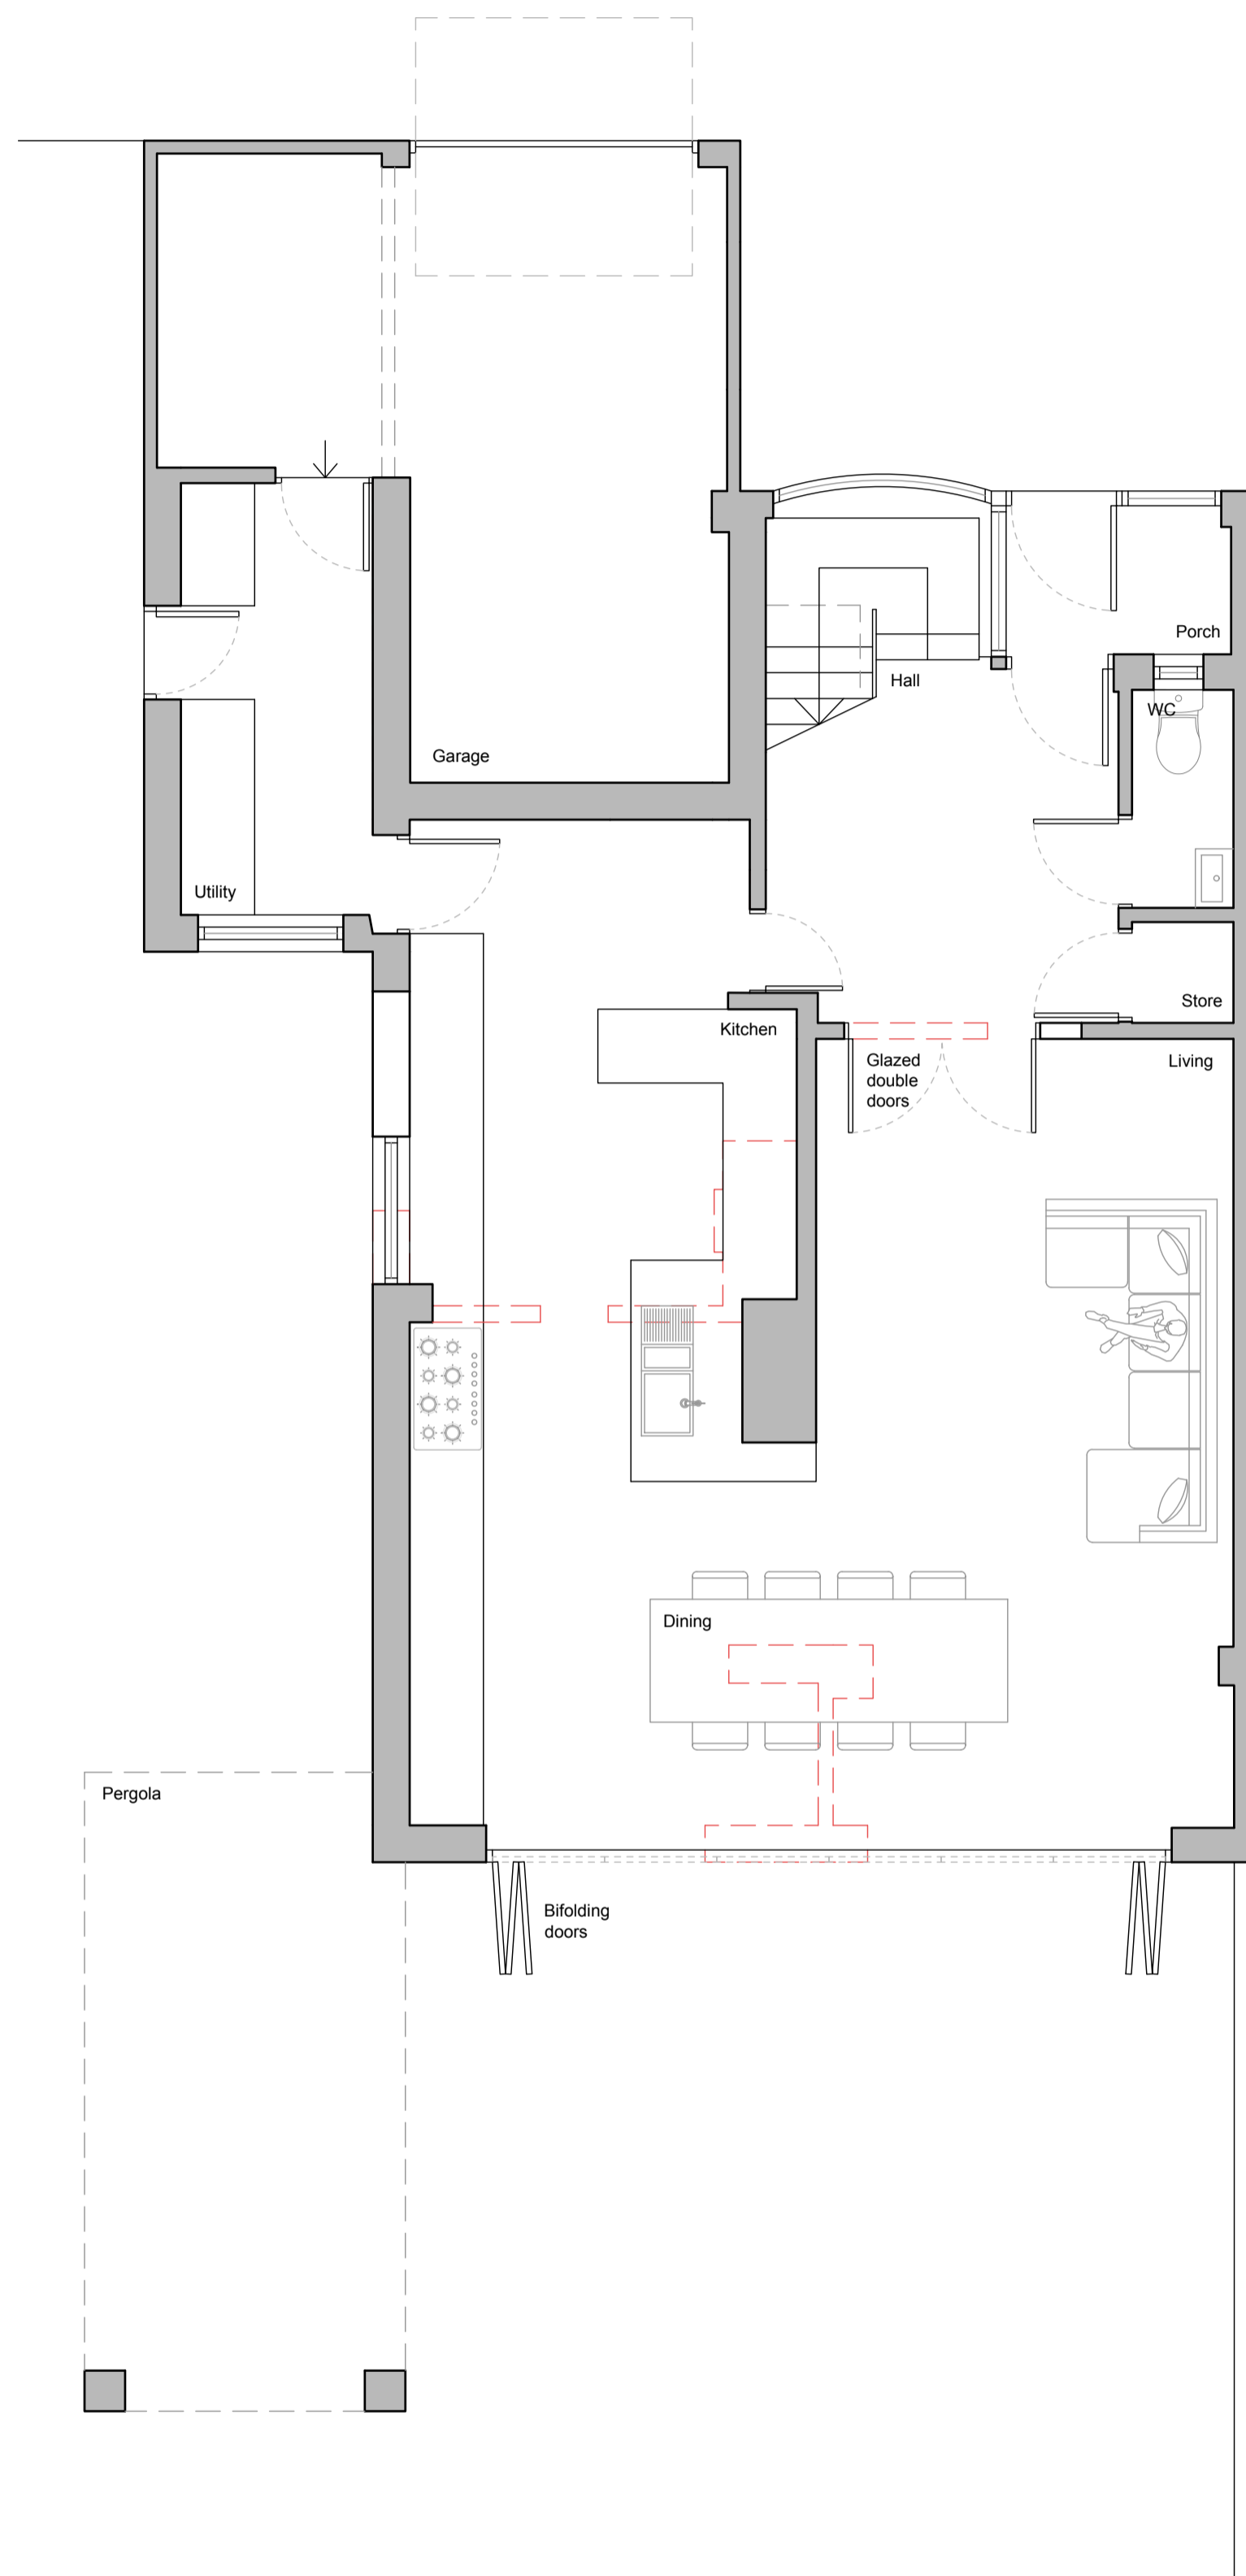 Porch
Hall
WC
Garage
Utility
Store
Kitchen
Glazed
double
doors
Living
Dining
Pergola
Bifolding
doors